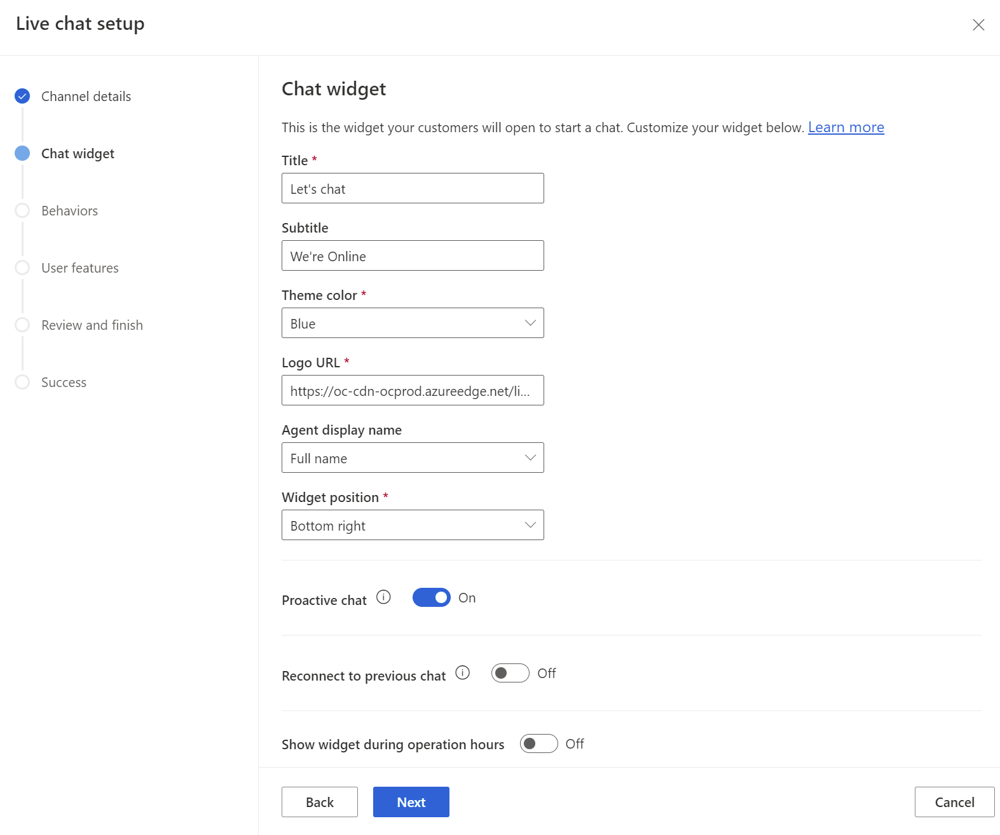 Live chat setup
Channel details
Chat widget
Behaviors
User features
Review and finish
Success
Chat widget
This is the widget your customers will open to start a chat. Customize your widget below. Learn more
Title *
Let's chat
Subtitle
We're Online
Theme color *
Blue
Logo URL *
https://oc-cdn-ocprod.azureedge.net/li...
Agent display name
Full name
Widget position *
Bottom right
Proactive chat On
Reconnect to previous chat Off
Show widget during operation hours Off
Back Next Cancel